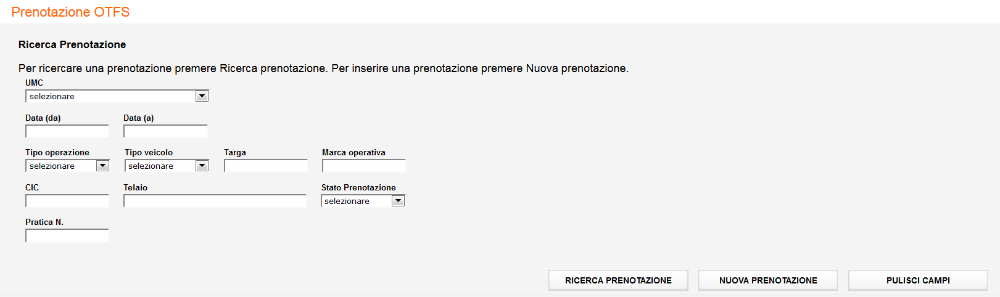 Prenotazione OTFS
Ricerca Prenotazione
Per ricercare una prenotazione premere Ricerca prenotazione. Per inserire una prenotazione premere Nuova prenotazione.
UMC
selezionare
Data (da) Data (a)
Tipo operazione Tipo veicolo Targa Marca operativa
selezionare selezionare
CIC Telaio Stato Prenotazione
selezionare
Pratica N.
RICERCA PRENOTAZIONE NUOVA PRENOTAZIONE PULISCI CAMPI